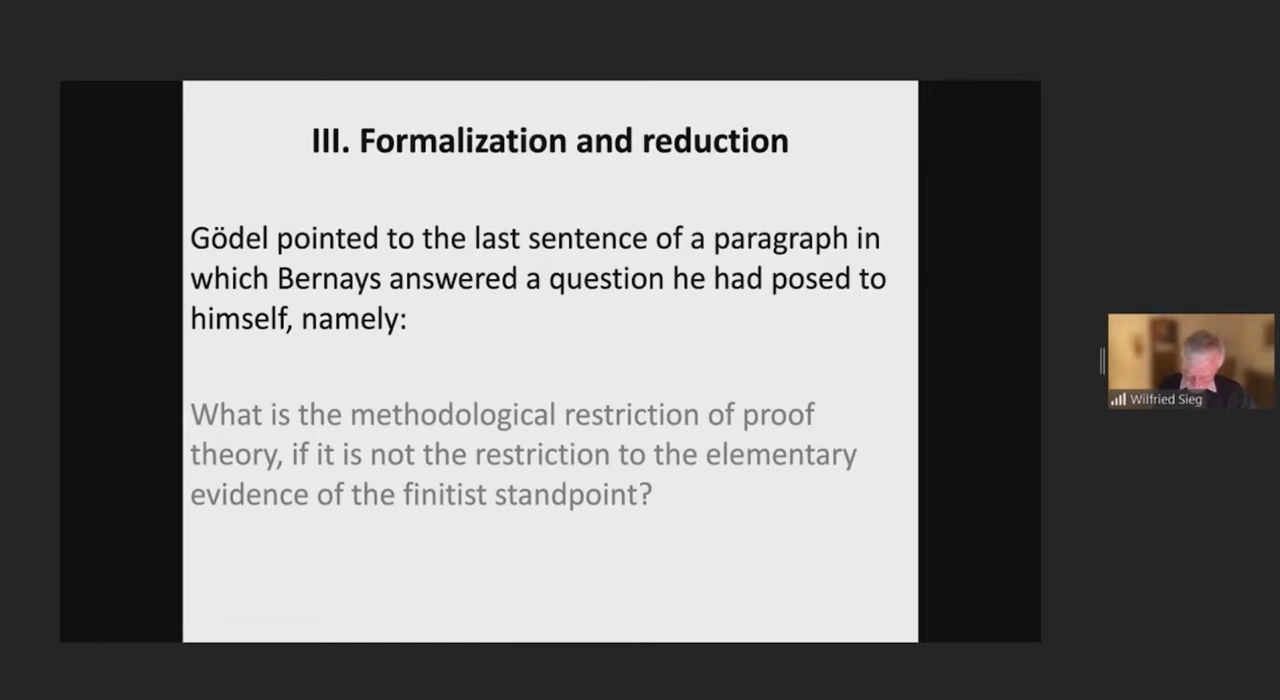 III. Formalization and reduction
Gödel pointed to the last sentence of a paragraph in
which Bernays answered a question he had posed to
himself, namely:
What is the methodological restriction of proof
theory, if it is not the restriction to the elementary
evidence of the finitist standpoint?
Wilfried Sieg